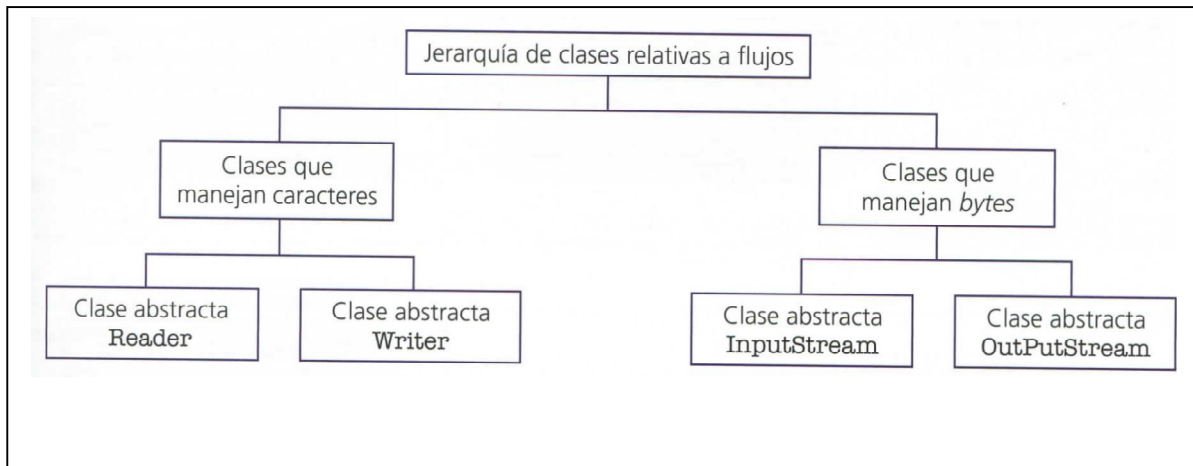 Jerarquía de clases relativas a flujos
Clases que
manejan caracteres
Clases que
manejan bytes
Clase abstracta
Reader
Clase abstracta
Writer
Clase abstracta
InputStream
Clase abstracta
OutPutStream